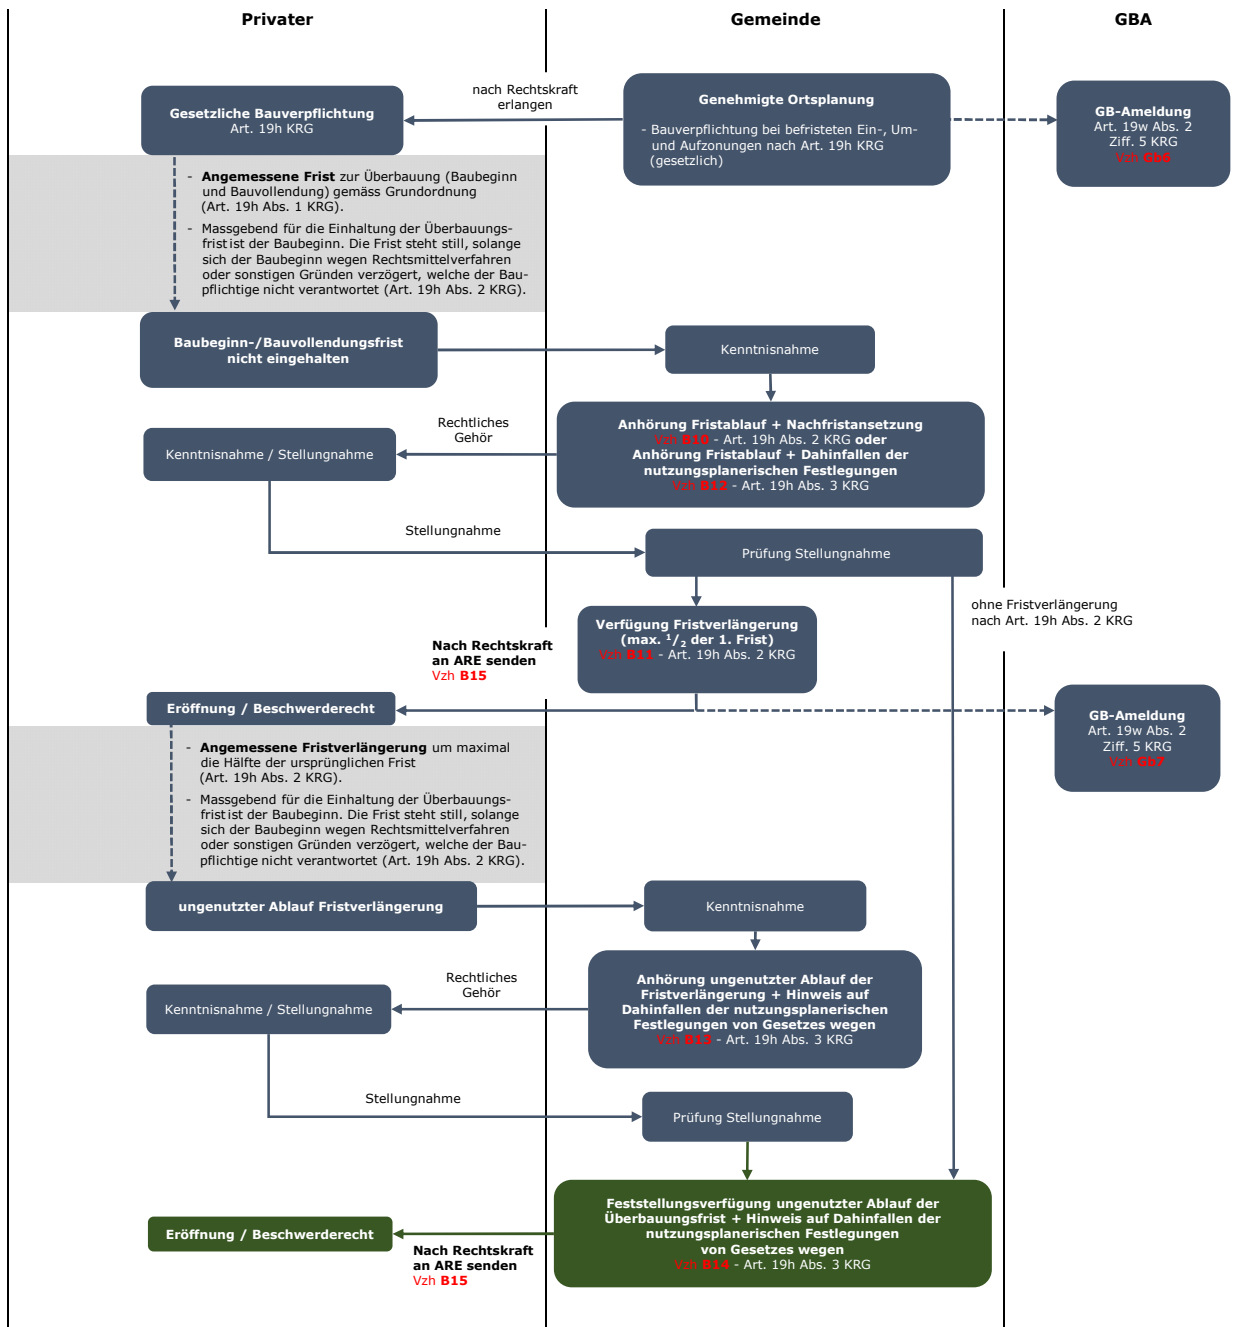 Privater
Gemeinde
GBA
Gesetzliche Bauverpflichtung
Art. 19h KRG
nach Rechtskraft
erlangen
Genehmigte Ortsplanung
- Bauverpflichtung bei befristeten Ein-, Um-
und Aufzonungen nach Art. 19h KRG
(gesetzlich)
GB-Ameldung
Art. 19w Abs. 2
Ziff. 5 KRG
Vzh Gb6
- Angemessene Frist zur Überbauung (Baubeginn
und Bauvollendung) gemäss Grundordnung
(Art. 19h Abs. 1 KRG).
- Massgebend für die Einhaltung der Überbauungs-
frist ist der Baubeginn. Die Frist steht still, solange
sich der Baubeginn wegen Rechtsmittelverfahren
oder sonstigen Gründen verzögert, welche der Bau-
pflichtige nicht verantwortet (Art. 19h Abs. 2 KRG).
Baubeginn-/Bauvollendungsfrist
nicht eingehalten
Kenntnisnahme
Anhörung Fristablauf + Nachfristansetzung
Vzh B10 - Art. 19h Abs. 2 KRG oder
Anhörung Fristablauf + Dahinfallen der
nutzungsplanerischen Festlegungen
Vzh B12 - Art. 19h Abs. 3 KRG
Rechtliches
Gehör
Kenntnisnahme / Stellungnahme
Stellungnahme
Prüfung Stellungnahme
ohne Fristverlängerung
nach Art. 19h Abs. 2 KRG
Verfügung Fristverlängerung
(max. 1/2 der 1. Frist)
Vzh B11 - Art. 19h Abs. 2 KRG
Nach Rechtskraft
an ARE senden
Vzh B15
Eröffnung / Beschwerderecht
GB-Ameldung
Art. 19w Abs. 2
Ziff. 5 KRG
Vzh Gb7
- Angemessene Fristverlängerung um maximal
die Hälfte der ursprünglichen Frist
(Art. 19h Abs. 2 KRG).
- Massgebend für die Einhaltung der Überbauungs-
frist ist der Baubeginn. Die Frist steht still, solange
sich der Baubeginn wegen Rechtsmittelverfahren
oder sonstigen Gründen verzögert, welche der Bau-
pflichtige nicht verantwortet (Art. 19h Abs. 2 KRG).
ungenutzter Ablauf Fristverlängerung
Kenntnisnahme
Anhörung ungenutzter Ablauf der
Fristverlängerung + Hinweis auf
Dahinfallen der nutzungsplanerischen
Festlegungen von Gesetzes wegen
Vzh B13 - Art. 19h Abs. 3 KRG
Rechtliches
Gehör
Kenntnisnahme / Stellungnahme
Stellungnahme
Prüfung Stellungnahme
Feststellungsverfügung ungenutzter Ablauf der
Überbauungsfrist + Hinweis auf Dahinfallen der
nutzungsplanerischen Festlegungen
von Gesetzes wegen
Vzh B14 - Art. 19h Abs. 3 KRG
Eröffnung / Beschwerderecht
Nach Rechtskraft
an ARE senden
Vzh B15